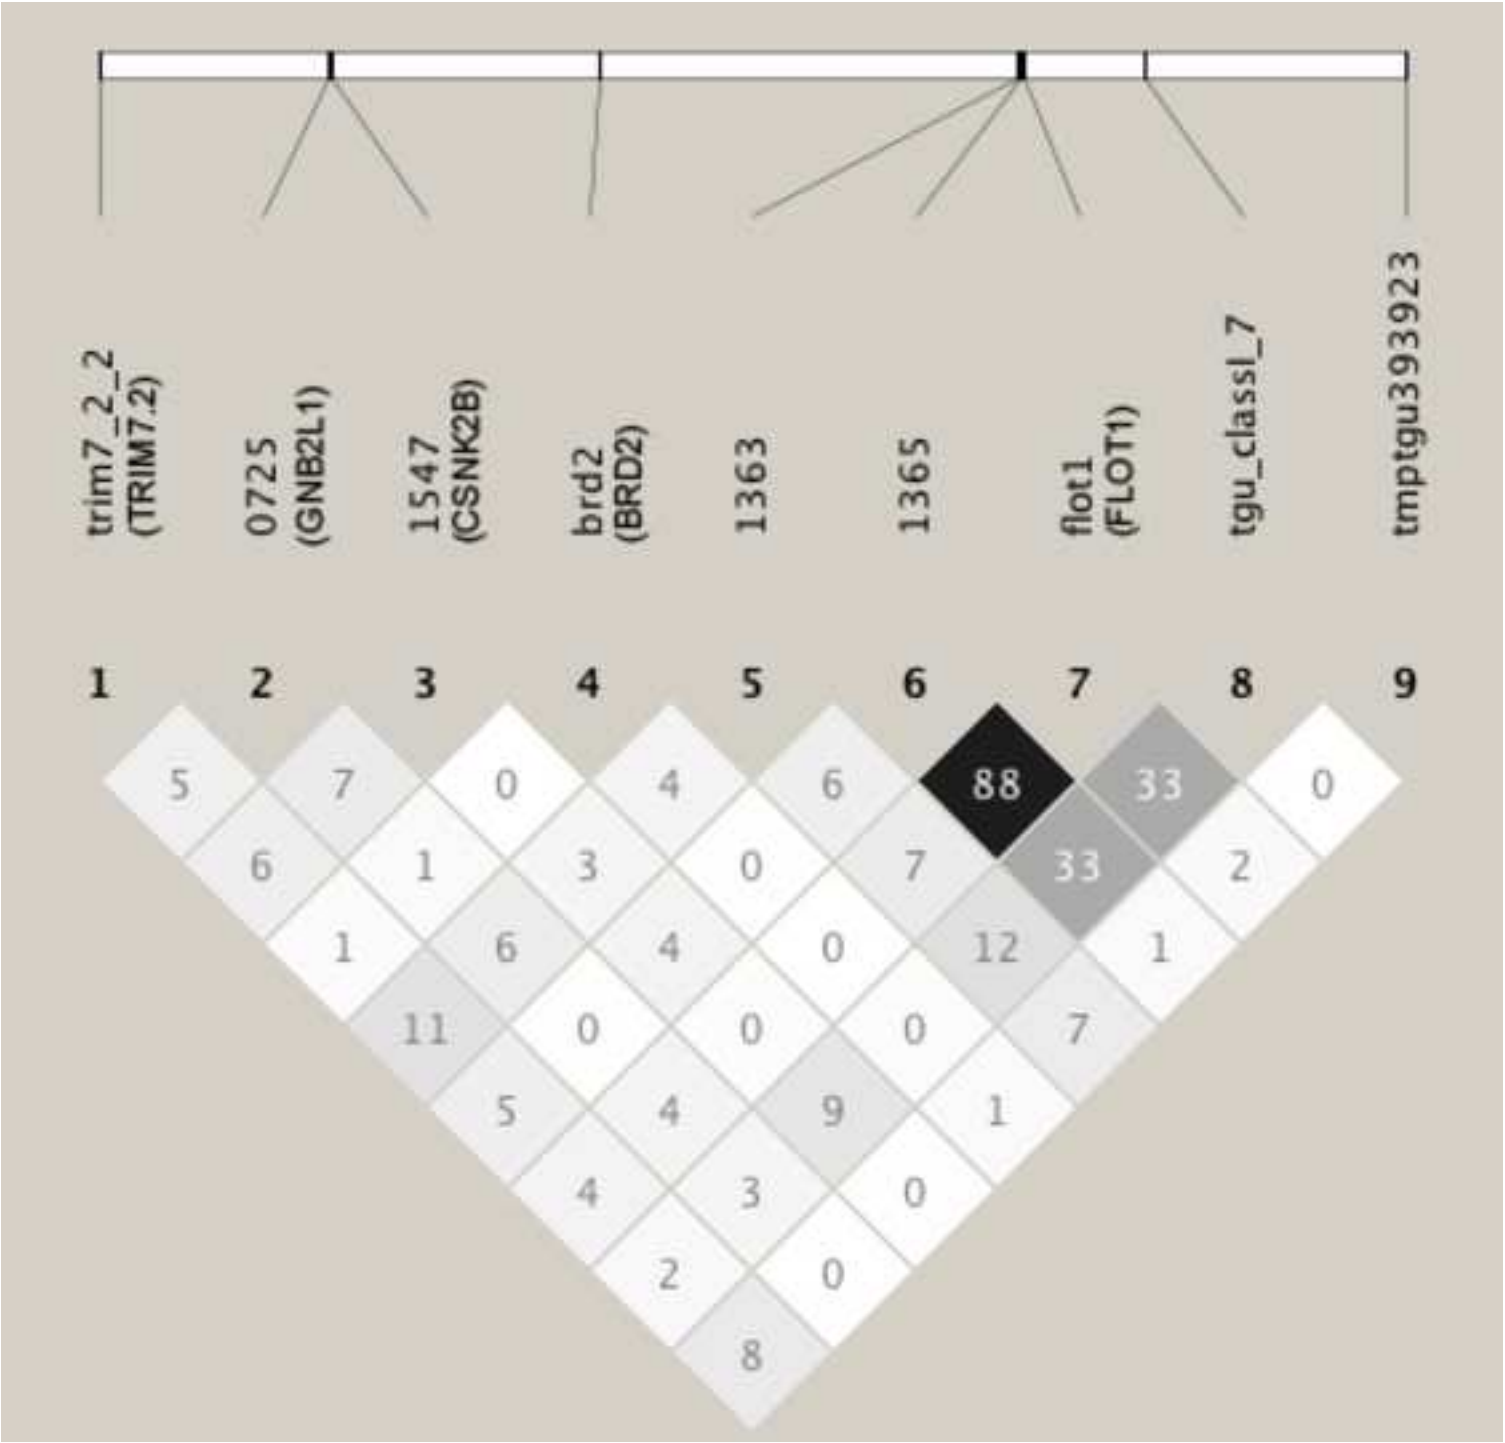 trim7_2_2
(TRIM7.2)
0725
(GNB2L1)
1547
(CSNK2B)
brd2
(BRD2)
1363
1365
flot1
(FLOT1)
tgu_classI_7
tmptgu393923
1 2 3 4 5 6 7 8 9
5 7 0 4 6 88 33 0
6 1 3 0 7 33 2
1 6 4 0 12 1
11 0 0 0 7
5 4 9 1
4 3 0
2 0
8